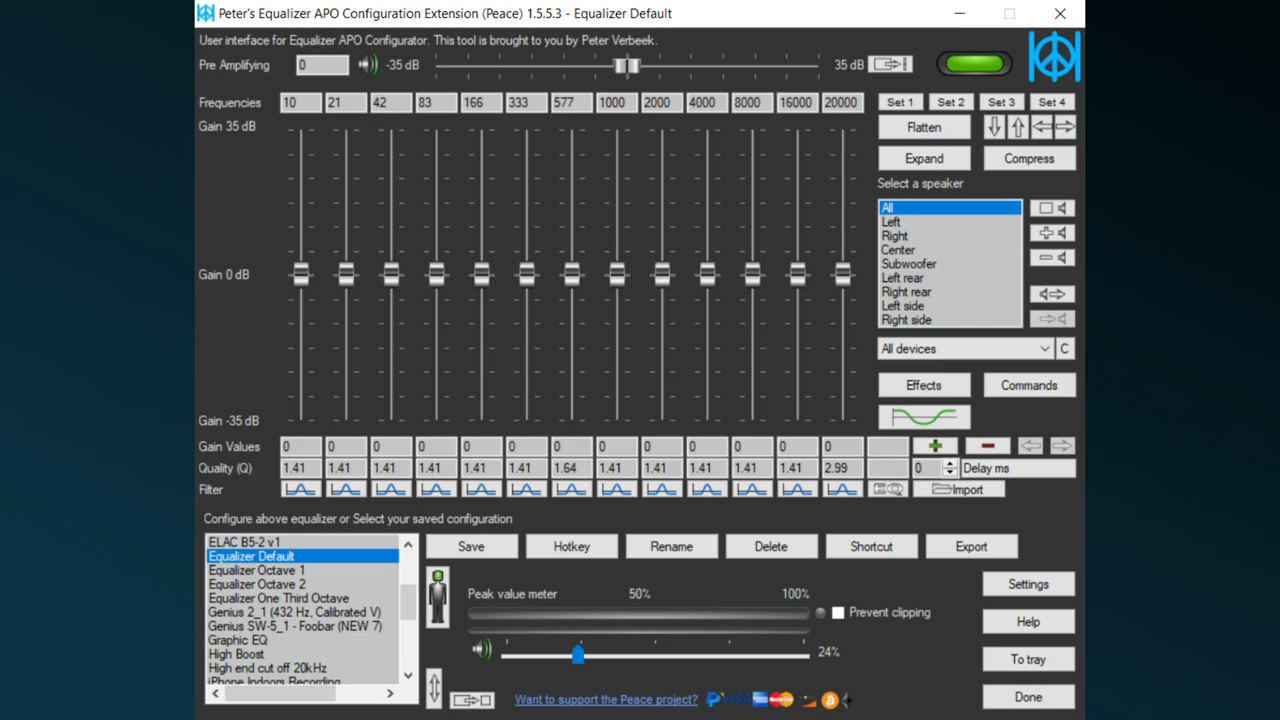 Peter's Equalizer APO Configuration Extension (Peace) 1.5.5.3 - Equalizer Default
User interface for Equalizer APO Configurator. This tool is brought to you by Peter Verbeek.
Pre Amplifying 0 -35 dB 35 dB
Frequencies 10 21 42 83 166 333 577 1000 2000 4000 8000 16000 20000 Set 1 Set 2 Set 3 Set 4
Gain 35 dB
Flatten
Expand Compress
Select a speaker
All
Left
Right
Center
Subwoofer
Left rear
Right rear
Left side
Right side
Gain 0 dB
All devices C
Effects Commands
Gain -35 dB
Gain Values 0 0 0 0 0 0 0 0 0 0 0 0 0
Quality (Q) 1.41 1.41 1.41 1.41 1.41 1.41 1.64 1.41 1.41 1.41 1.41 1.41 2.99 0 Delay ms
Filter Import
Configure above equalizer or Select your saved configuration
ELAC B5-2 v1
Equalizer Default
Equalizer Octave 1
Equalizer Octave 2
Equalizer One Third Octave
Genius 2_1 (432 Hz, Calibrated V)
Genius SW-5_1 - Foobar (NEW 7)
Graphic EQ
High Boost
High end cut off 20kHz
iPhone Indoors Recording
Save Hotkey Rename Delete Shortcut Export
Peak value meter 50% 100%
Prevent clipping
24%
Settings
Help
To tray
Done
Want to support the Peace project?
VISA